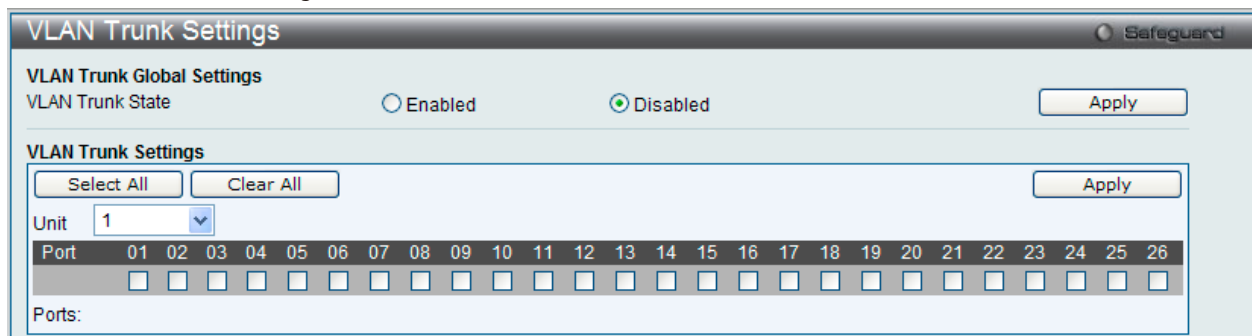 VLAN Trunk Settings Safeguard
VLAN Trunk Global Settings
VLAN Trunk State Enabled Disabled Apply
VLAN Trunk Settings
Select All Clear All Apply
Unit 1
Port 01 02 03 04 05 06 07 08 09 10 11 12 13 14 15 16 17 18 19 20 21 22 23 24 25 26
Ports: